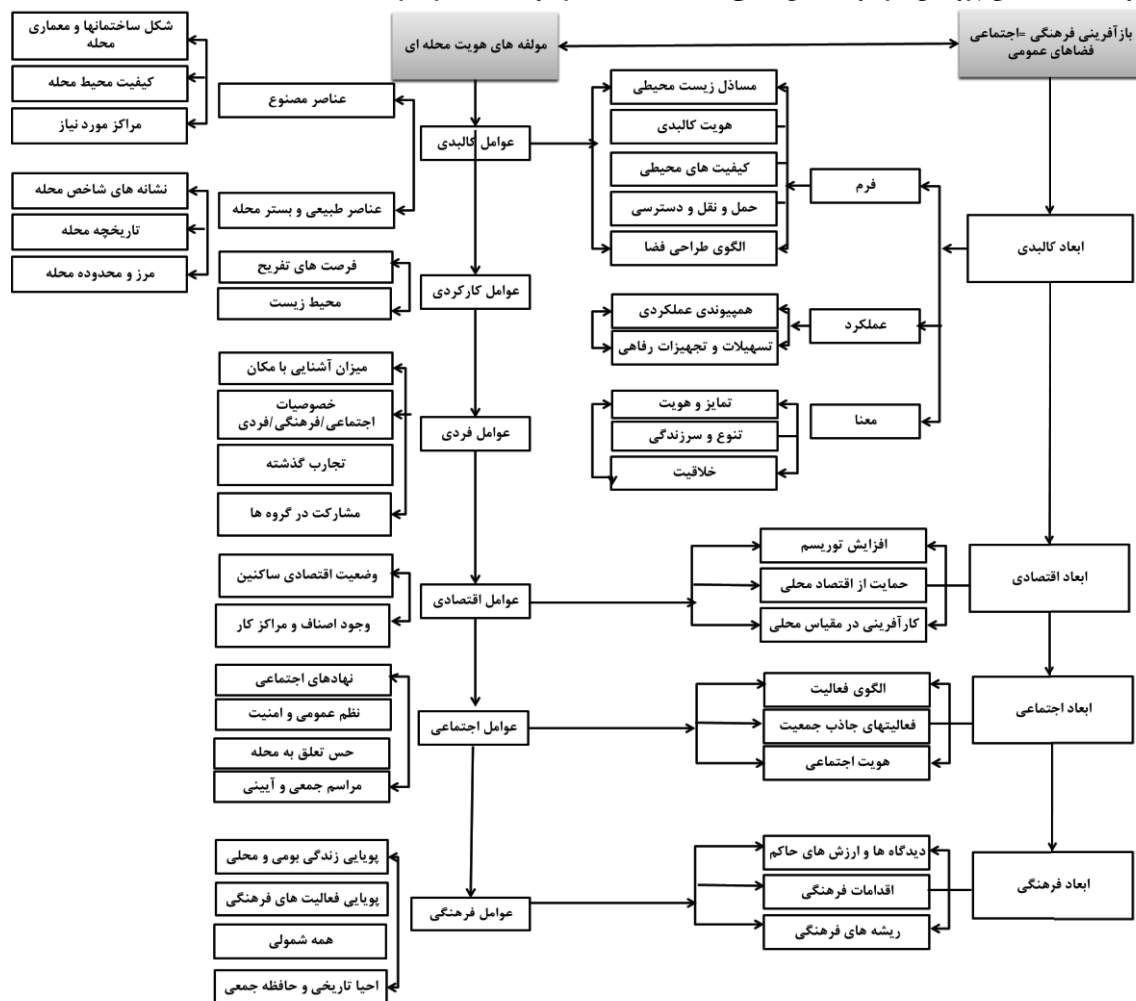 بازآفرینی فرهنگی =اجتماعی
فضاهای عمومی
مولفه های هویت محله ای
ابعاد کالبدی
فرم
مساذل زیست محیطی
هویت کالبدی
کیفیت های محیطی
حمل و نقل و دسترسی
الگوی طراحی فضا
عملکرد
همپیوندی عملکردی
تسهیلات و تجهیزات رفاهی
معنا
تمایز و هویت
تنوع و سرزندگی
خلاقیت
ابعاد اقتصادی
افزایش توریسم
حمایت از اقتصاد محلی
کارآفرینی در مقیاس محلی
ابعاد اجتماعی
الگوی فعالیت
فعالیتهای جاذب جمعیت
هویت اجتماعی
ابعاد فرهنگی
دیدگاه ها و ارزش های حاکم
اقدامات فرهنگی
ریشه های فرهنگی
عوامل کالبدی
عناصر مصنوع
شکل ساختمانها و معماری
محله
کیفیت محیط محله
مراکز مورد نیاز
عناصر طبیعی و بستر محله
نشانه های شاخص محله
تاریخچه محله
مرز و محدوده محله
عوامل کارکردی
فرصت های تفریح
محیط زیست
عوامل فردی
میزان آشنایی با مکان
خصوصیات
اجتماعی/فرهنگی/فردی
تجارب گذشته
مشارکت در گروه ها
عوامل اقتصادی
وضعیت اقتصادی ساکنین
وجود اصناف و مراکز کار
عوامل اجتماعی
نهادهای اجتماعی
نظم عمومی و امنیت
حس تعلق به محله
مراسم جمعی و آیینی
عوامل فرهنگی
پویایی زندگی بومی و محلی
پویایی فعالیت های فرهنگی
همه شمولی
احیا تاریخی و حافظه جمعی